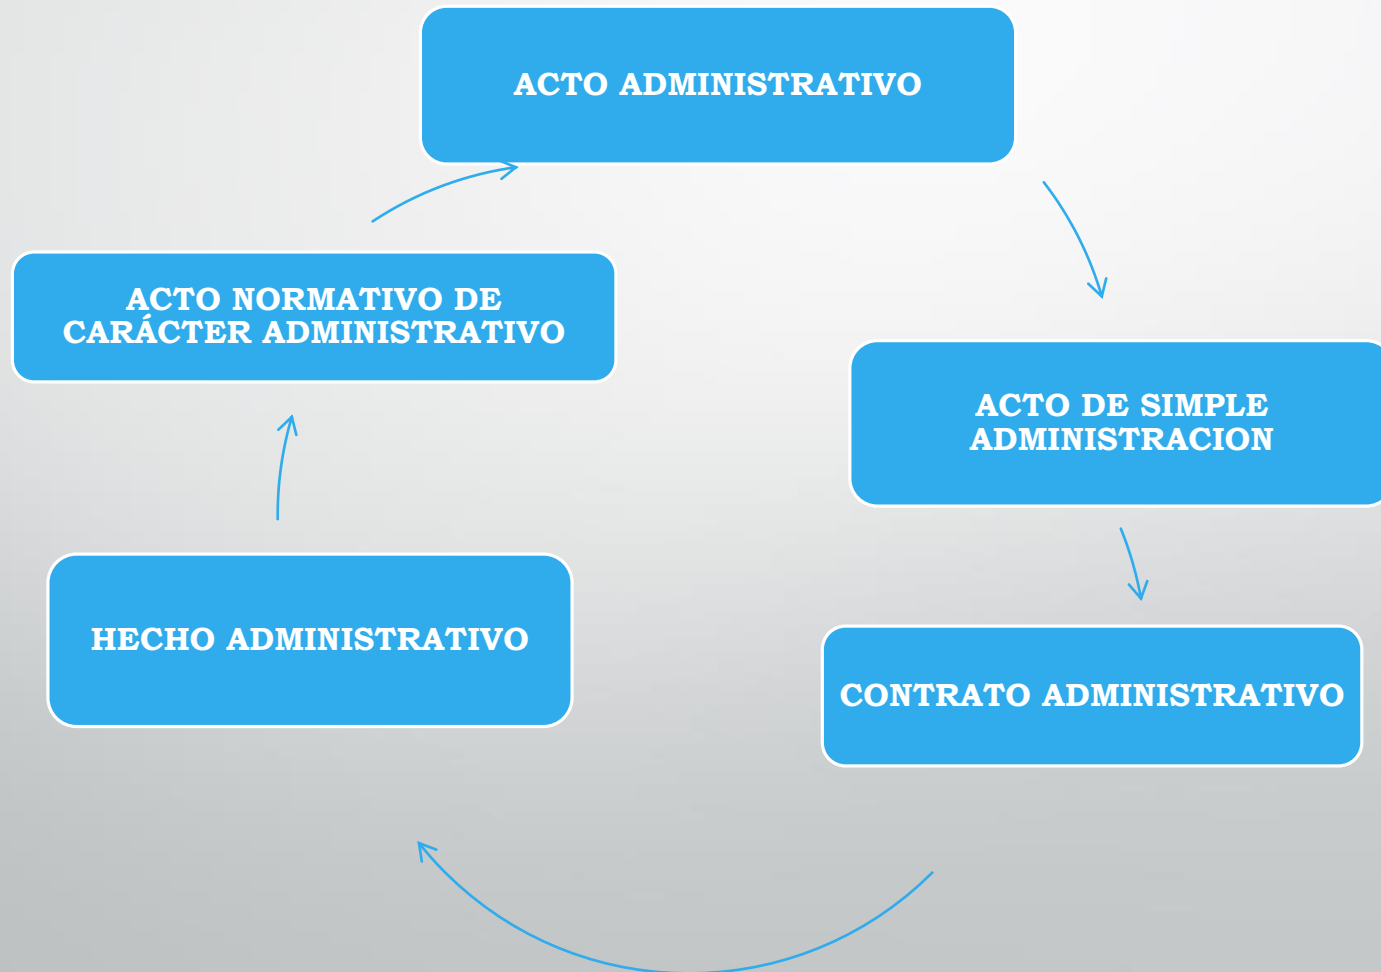 ACTO ADMINISTRATIVO
ACTO NORMATIVO DE
CARÁCTER ADMINISTRATIVO
ACTO DE SIMPLE
ADMINISTRACION
HECHO ADMINISTRATIVO
CONTRATO ADMINISTRATIVO